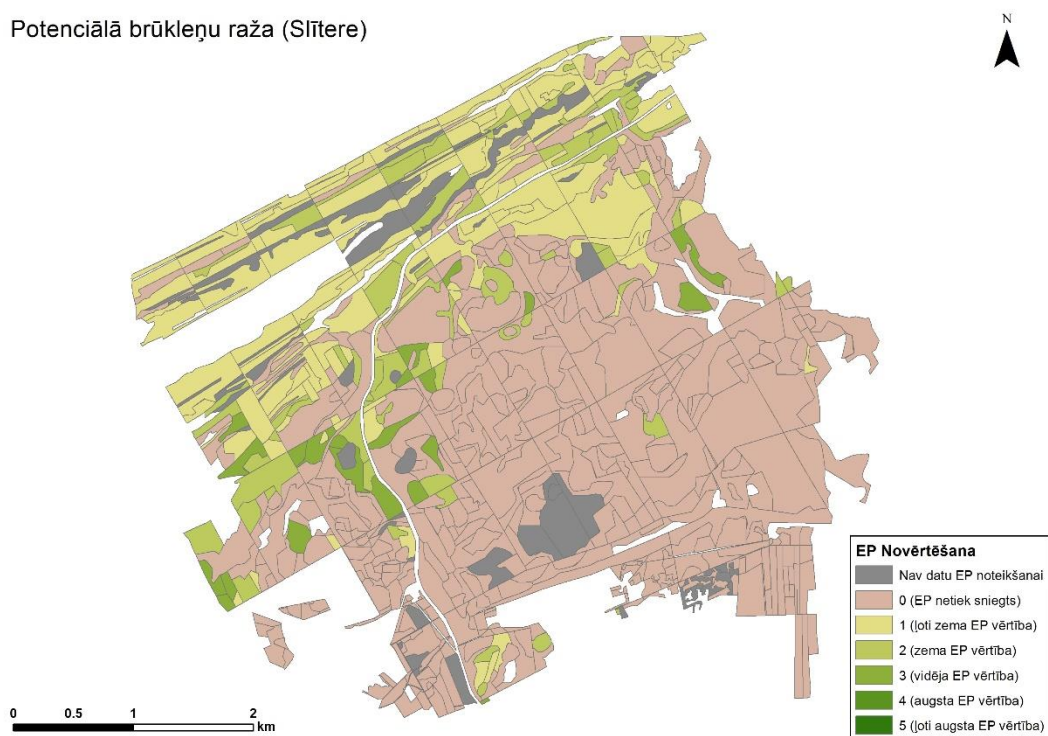 Potenciālā brūkleņu raža (Slītere)
N
EP Novērtēšana
Nav datu EP noteikšanai
0 (EP netiek sniegts)
1 (ļoti zema EP vērtība)
2 (zema EP vērtība)
3 (vidēja EP vērtība)
4 (augsta EP vērtība)
5 (ļoti augsta EP vērtība)
0 0.5 1 2
km